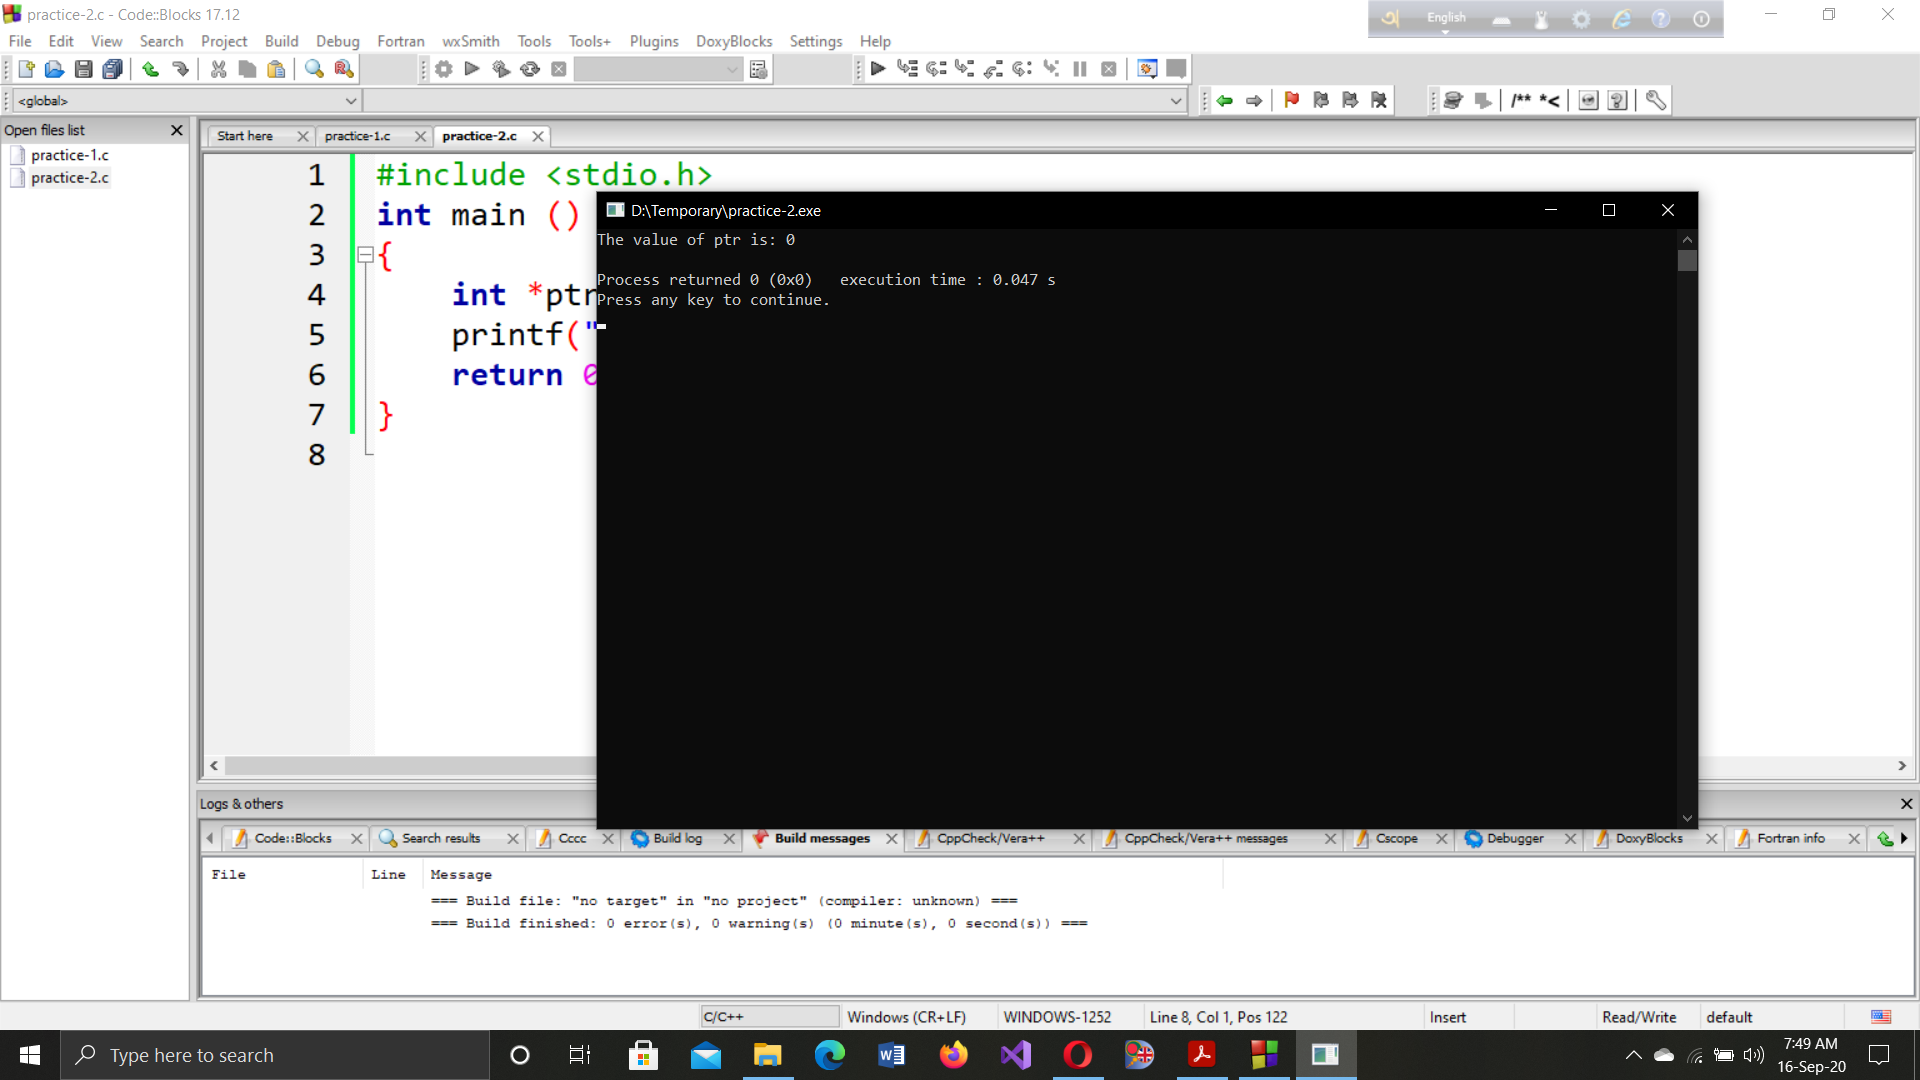 practice-2.c - Code::Blocks 17.12
English
File Edit View Search Project Build Debug Fortran wxSmith Tools Tools+ Plugins DoxyBlocks Settings Help
<global>
/** *<
Open files list
practice-1.c
practice-2.c
Start here practice-1.c practice-2.c
1 #include <stdio.h>
2 int main ()
3 {
4 int *ptr
5 printf("
6 return 0
7 }
8
D:\Temporary\practice-2.exe
The value of ptr is: 0
Process returned 0 (0x0) execution time : 0.047 s
Press any key to continue.
Logs & others
Code::Blocks Search results Cccc Build log Build messages CppCheck/Vera++ CppCheck/Vera++ messages Cscope Debugger DoxyBlocks Fortran info
File Line Message
=== Build file: "no target" in "no project" (compiler: unknown) ===
=== Build finished: 0 error(s), 0 warning(s) (0 minute(s), 0 second(s)) ===
C/C++ Windows (CR+LF) WINDOWS-1252 Line 8, Col 1, Pos 122 Insert Read/Write default
Type here to search
7:49 AM
16-Sep-20